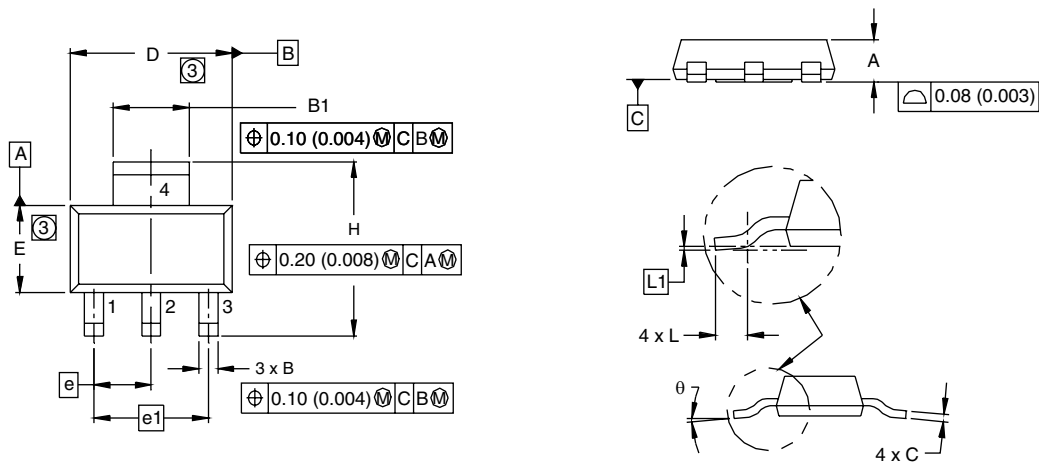 D
B
3
B1
⌖ 0.10 (0.004) Ⓜ C B Ⓜ
A
4
3
E
H
⌖ 0.20 (0.008) Ⓜ C A Ⓜ
1 2 3
3 x B
e
⌖ 0.10 (0.004) Ⓜ C B Ⓜ
e1
A
⌓ 0.08 (0.003)
C
L1
4 x L
θ
4 x C